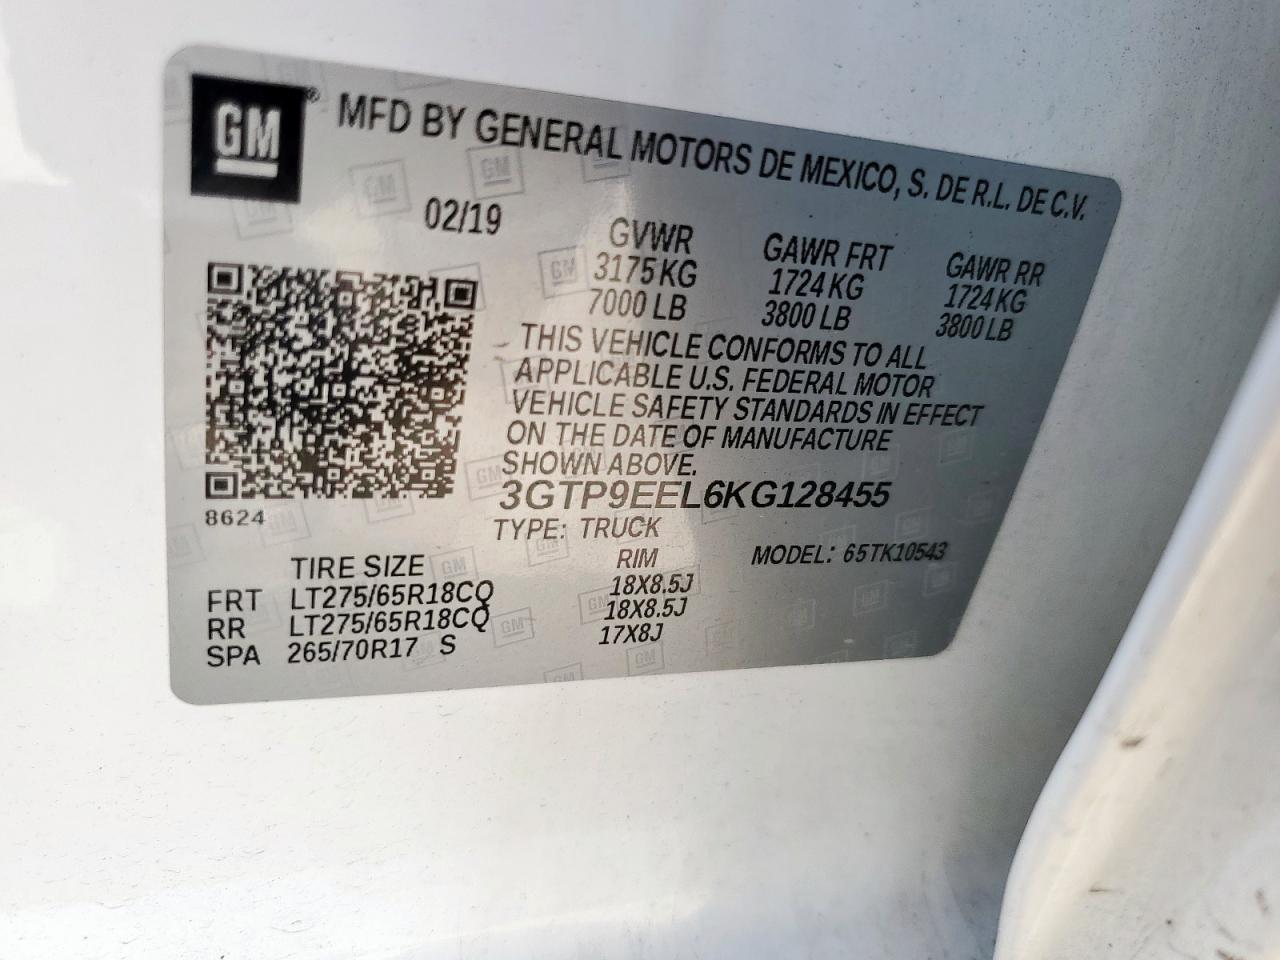 GM® MFD BY GENERAL MOTORS DE MEXICO, S. DE R.L. DE C.V.
02/19
GVWR GAWR FRT GAWR RR
3175 KG 1724 KG 1724 KG
7000 LB 3800 LB 3800 LB
THIS VEHICLE CONFORMS TO ALL
APPLICABLE U.S. FEDERAL MOTOR
VEHICLE SAFETY STANDARDS IN EFFECT
ON THE DATE OF MANUFACTURE
SHOWN ABOVE.
3GTP9EEL6KG128455
8624
TYPE: TRUCK
TIRE SIZE RIM MODEL: 65TK10543
FRT LT275/65R18CQ 18X8.5J
RR LT275/65R18CQ 18X8.5J
SPA 265/70R17 S 17X8J